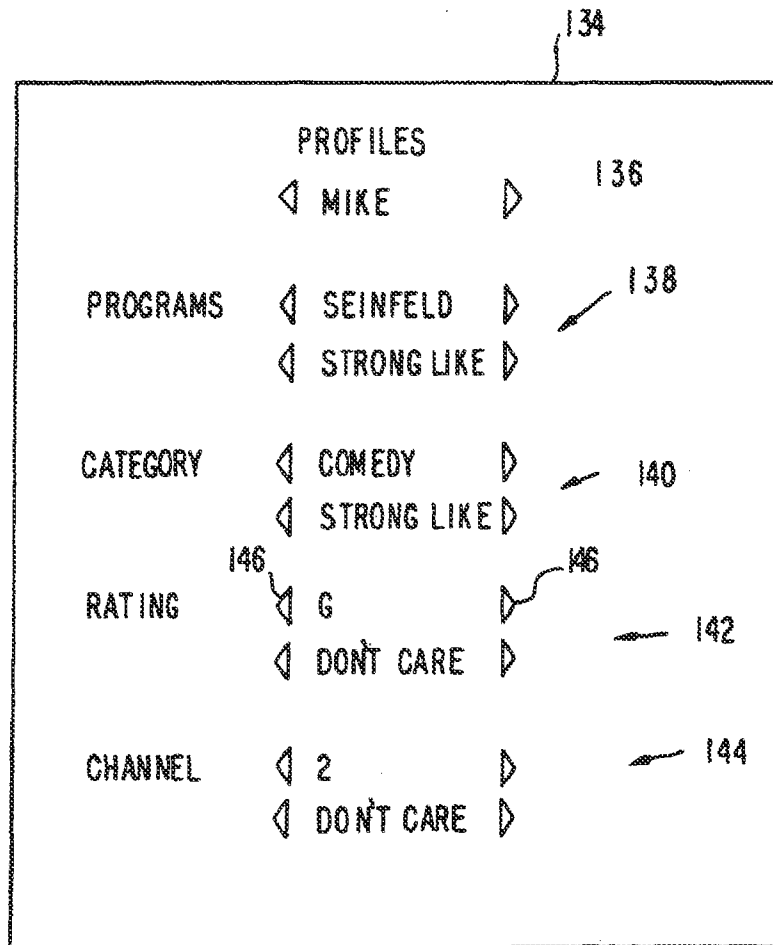 134
PROFILES
MIKE 136
PROGRAMS SEINFELD 138
STRONG LIKE
CATEGORY COMEDY 140
STRONG LIKE
146 146
RATING G
DON'T CARE 142
CHANNEL 2 144
DON'T CARE